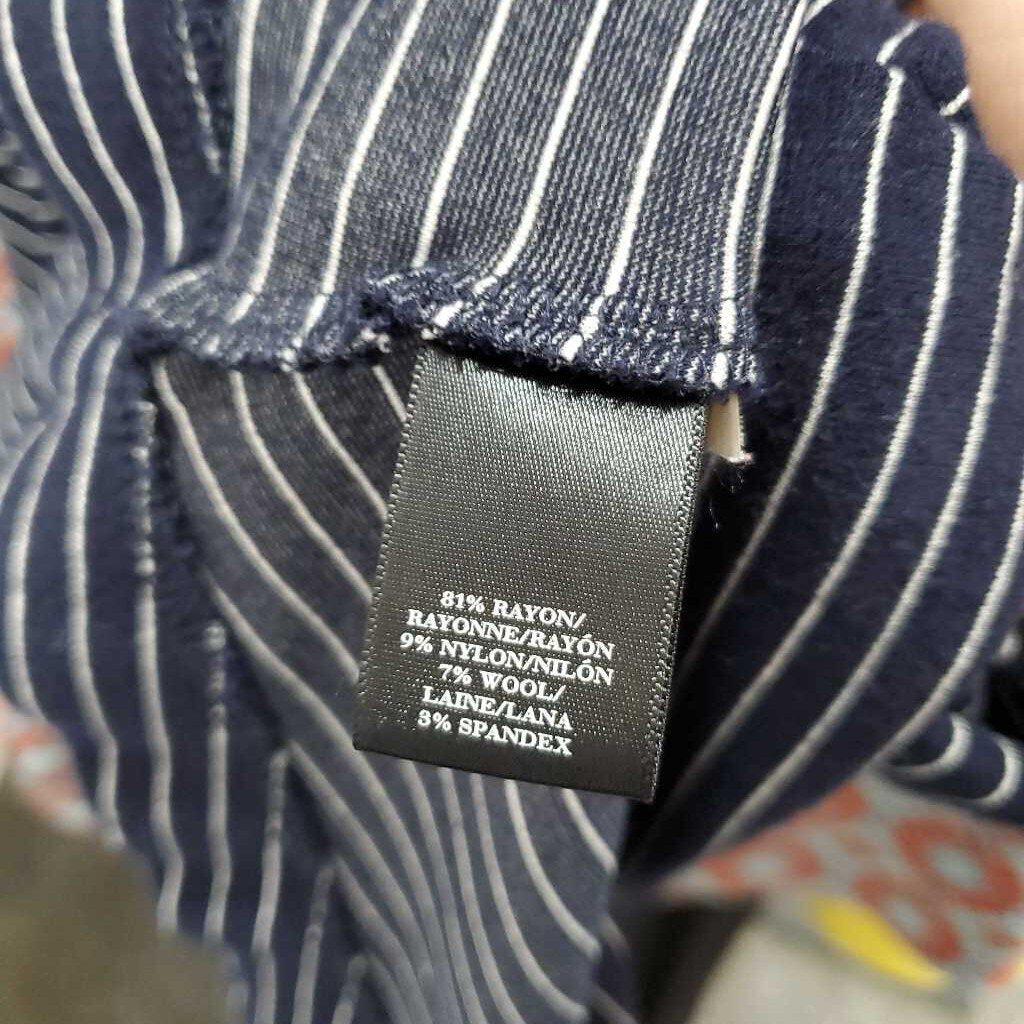 81% RAYON/
RAYONNE/RAYÓN
9% NYLON/NILÓN
7% WOOL/
LAINE/LANA
3% SPANDEX